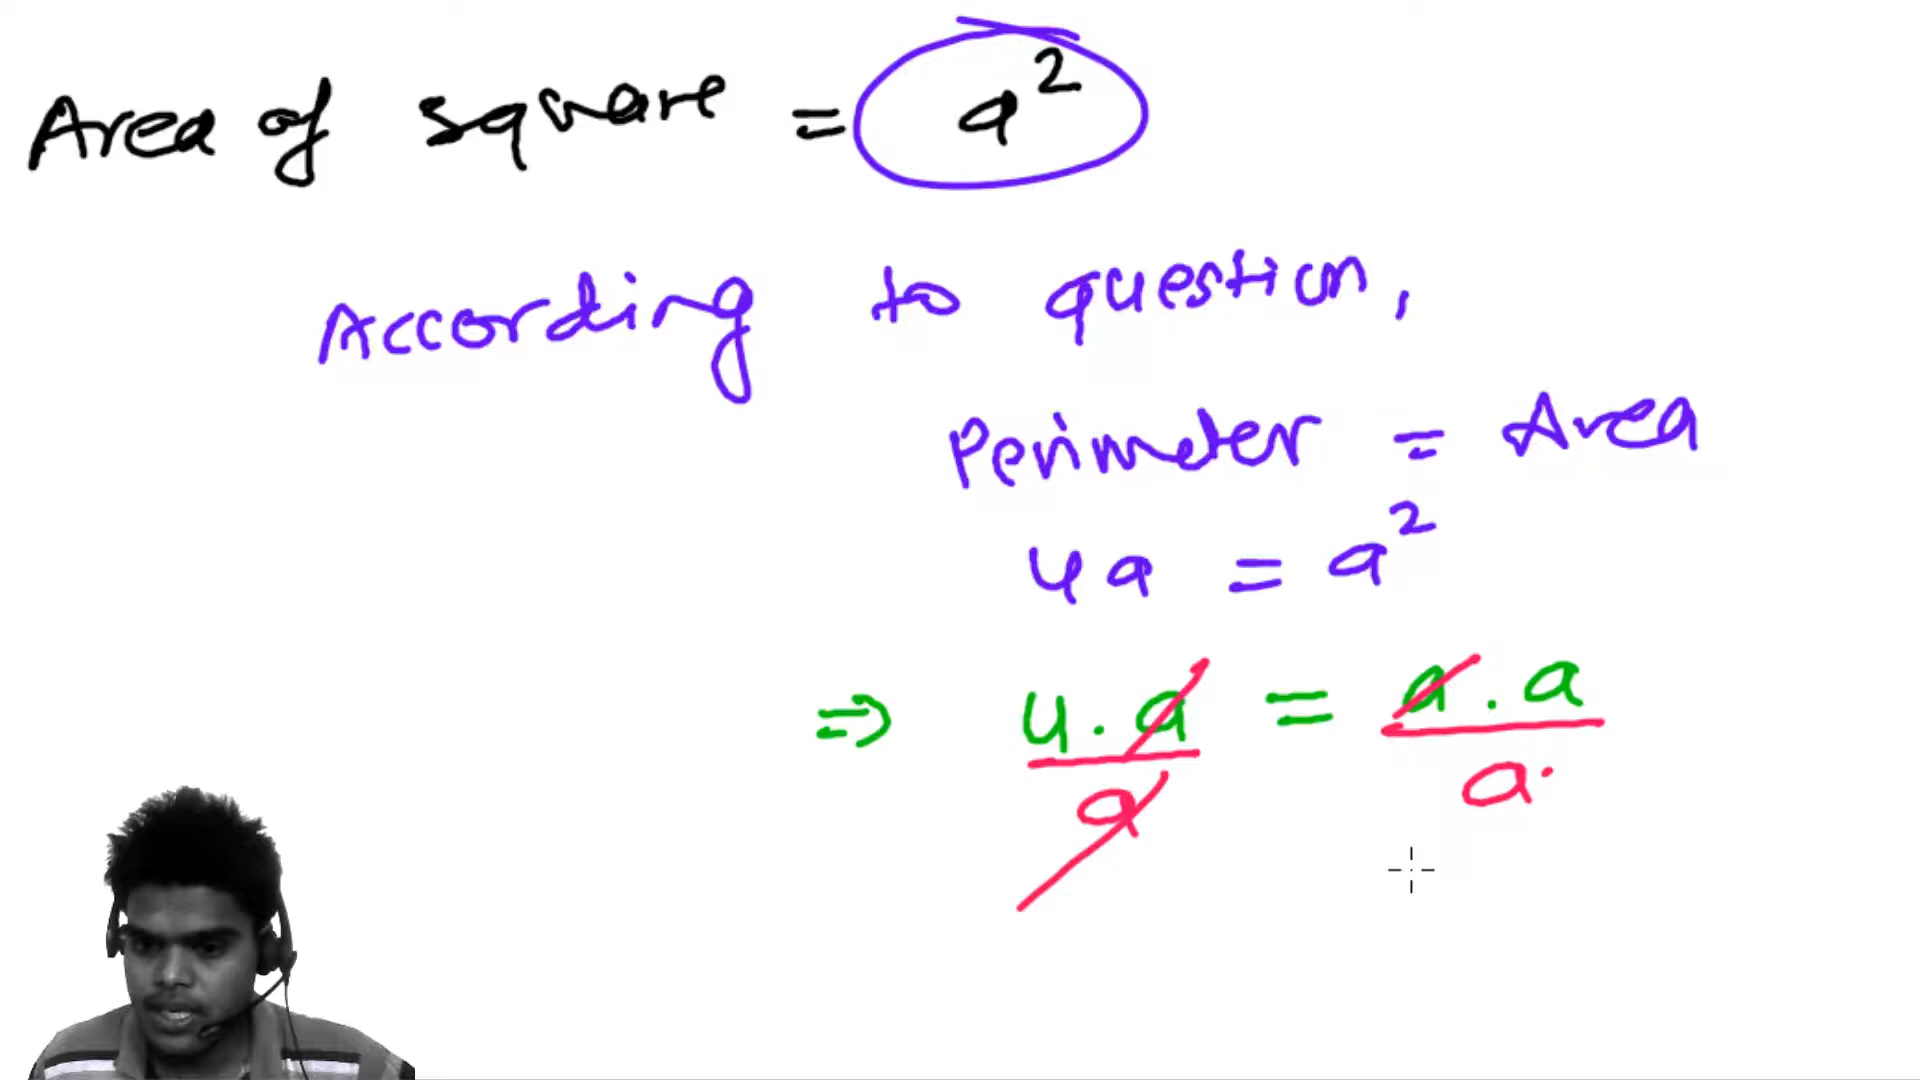 Area of square = a²
According to question,
Perimeter = Area
4a = a²
⇒ 4 . a = a . a
a a.